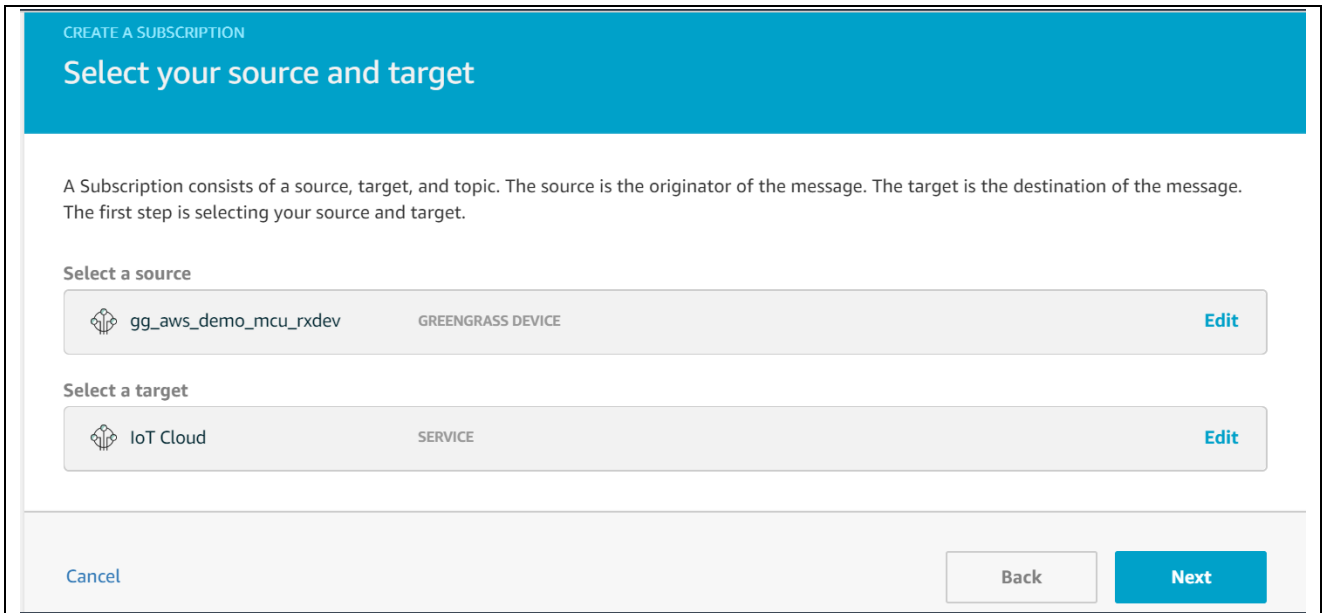 CREATE A SUBSCRIPTION
Select your source and target
A Subscription consists of a source, target, and topic. The source is the originator of the message. The target is the destination of the message.
The first step is selecting your source and target.
Select a source
gg_aws_demo_mcu_rxdev GREENGRASS DEVICE Edit
Select a target
IoT Cloud SERVICE Edit
Cancel Back Next